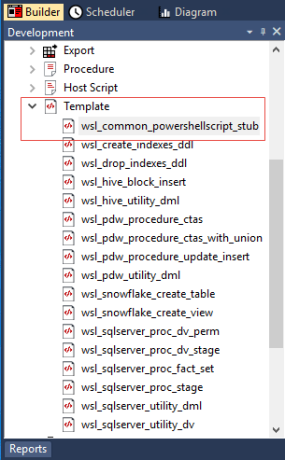 Builder Scheduler Diagram
Development
Export
Procedure
Host Script
Template
wsl_common_powershellscript_stub
wsl_create_indexes_ddl
wsl_drop_indexes_ddl
wsl_hive_block_insert
wsl_hive_utility_dml
wsl_pdw_procedure_ctas
wsl_pdw_procedure_ctas_with_union
wsl_pdw_procedure_update_insert
wsl_pdw_utility_dml
wsl_snowflake_create_table
wsl_snowflake_create_view
wsl_sqlserver_proc_dv_perm
wsl_sqlserver_proc_dv_stage
wsl_sqlserver_proc_fact_set
wsl_sqlserver_proc_stage
wsl_sqlserver_utility_dml
wsl_sqlserver_utility_dv
Reports